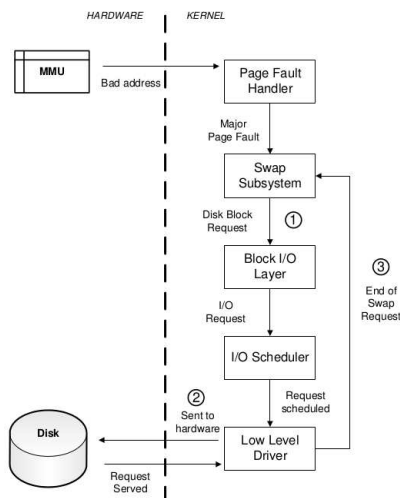 HARDWARE
KERNEL
MMU
Bad address
Page Fault
Handler
Major
Page Fault
Swap
Subsystem
Disk Block
Request
1
Block I/O
Layer
3
End of
Swap
Request
I/O
Request
I/O Scheduler
2
Sent to
hardware
Request
scheduled
Disk
Low Level
Driver
Request
Served